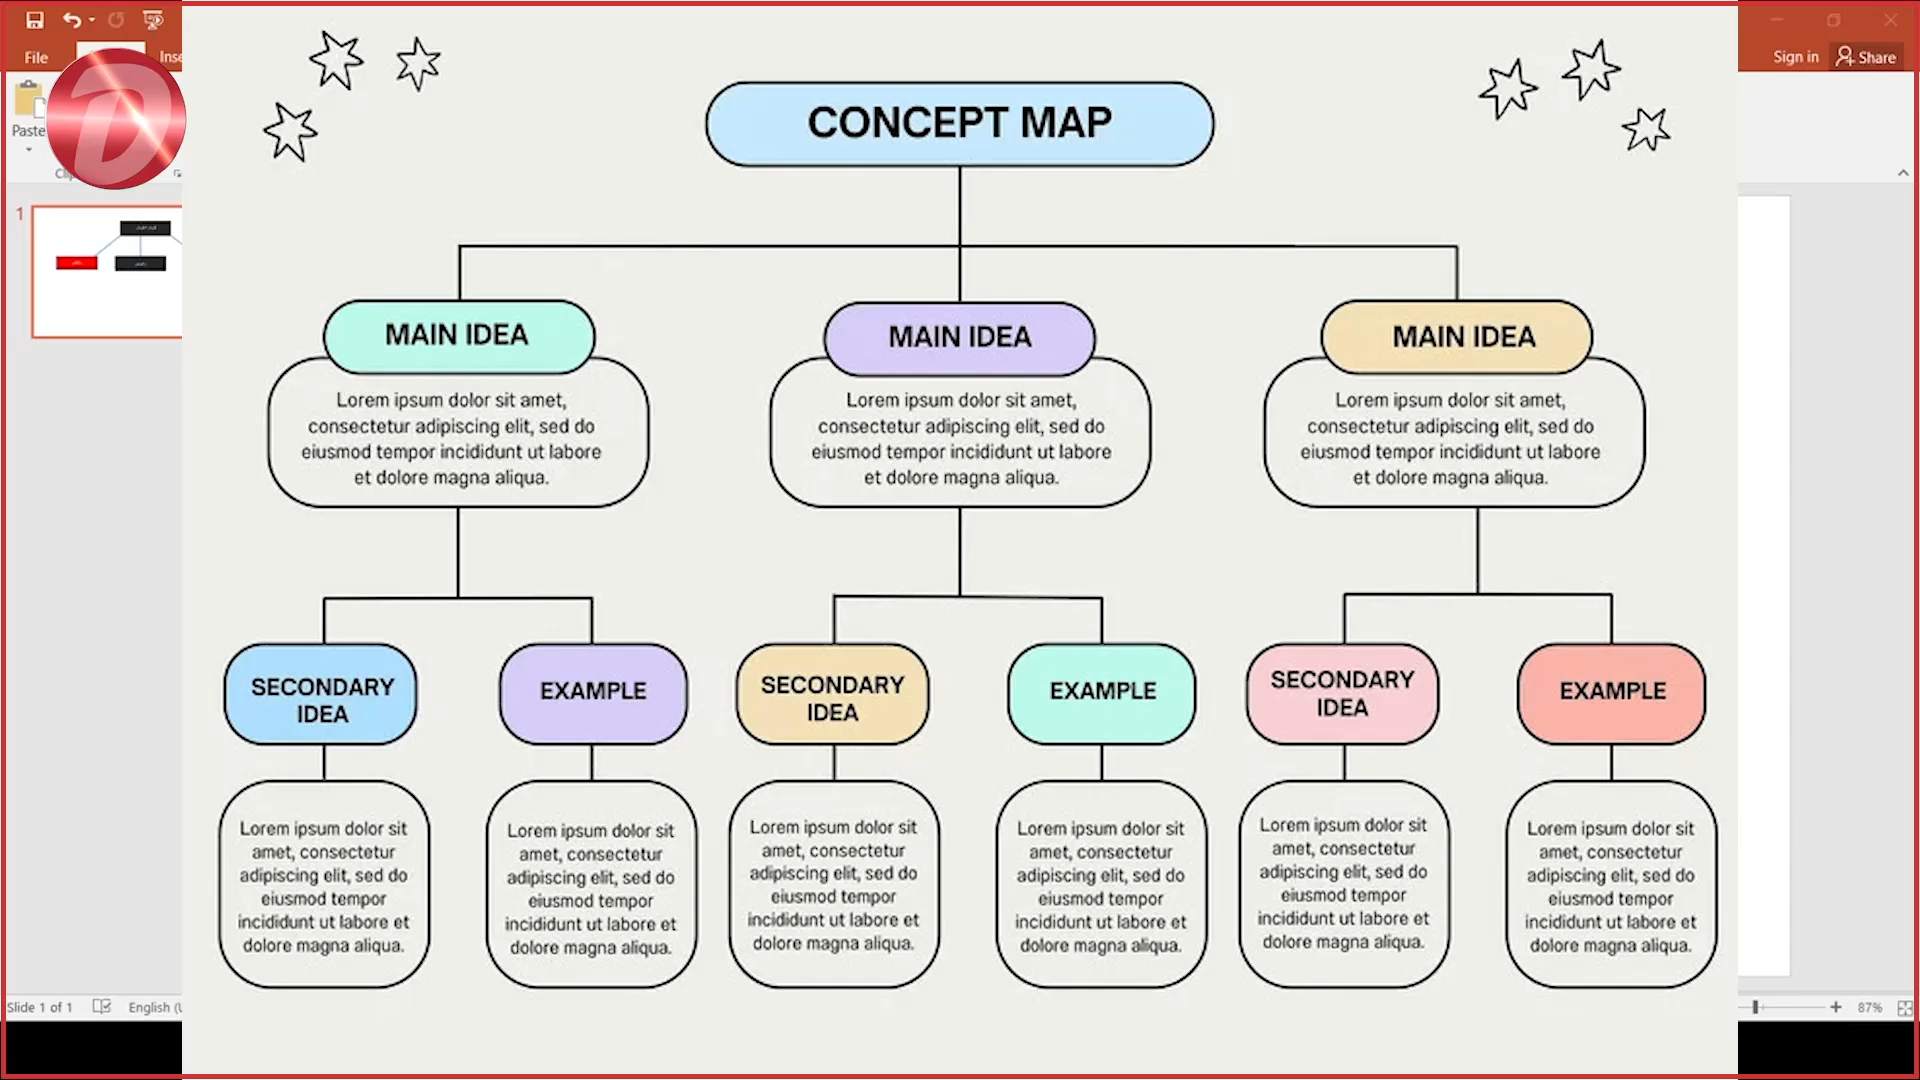 File
Inse
Sign in
Share
Paste
D
1
CONCEPT MAP
MAIN IDEA
Lorem ipsum dolor sit amet,
consectetur adipiscing elit, sed do
eiusmod tempor incididunt ut labore
et dolore magna aliqua.
MAIN IDEA
Lorem ipsum dolor sit amet,
consectetur adipiscing elit, sed do
eiusmod tempor incididunt ut labore
et dolore magna aliqua.
MAIN IDEA
Lorem ipsum dolor sit amet,
consectetur adipiscing elit, sed do
eiusmod tempor incididunt ut labore
et dolore magna aliqua.
SECONDARY
IDEA
Lorem ipsum dolor sit
amet, consectetur
adipiscing elit, sed do
eiusmod tempor
incididunt ut labore et
dolore magna aliqua.
EXAMPLE
Lorem ipsum dolor sit
amet, consectetur
adipiscing elit, sed do
eiusmod tempor
incididunt ut labore et
dolore magna aliqua.
SECONDARY
IDEA
Lorem ipsum dolor sit
amet, consectetur
adipiscing elit, sed do
eiusmod tempor
incididunt ut labore et
dolore magna aliqua.
EXAMPLE
Lorem ipsum dolor sit
amet, consectetur
adipiscing elit, sed do
eiusmod tempor
incididunt ut labore et
dolore magna aliqua.
SECONDARY
IDEA
Lorem ipsum dolor sit
amet, consectetur
adipiscing elit, sed do
eiusmod tempor
incididunt ut labore et
dolore magna aliqua.
EXAMPLE
Lorem ipsum dolor sit
amet, consectetur
adipiscing elit, sed do
eiusmod tempor
incididunt ut labore et
dolore magna aliqua.
Slide 1 of 1
English (U
87%